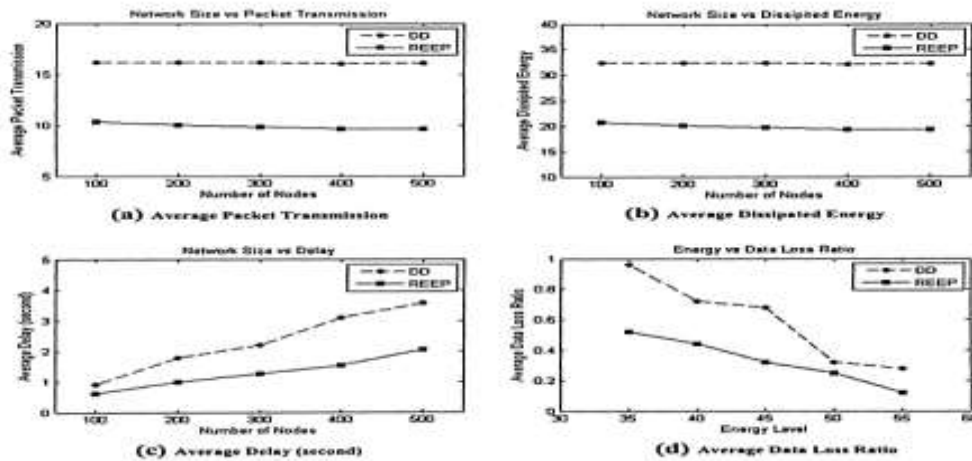 Network Size vs Packet Transmission
DD
REEP
20
15
10
5
Average Packet Transmission
100 200 300 400 500
Number of Nodes
(a) Average Packet Transmission
Network Size vs Dissipted Energy
DD
REEP
40
35
30
25
20
15
10
Average Dissipted Energy
100 200 300 400 500
Number of Nodes
(b) Average Dissipated Energy
Network Size vs Delay
DD
REEP
5
4
3
2
1
0
Average Delay (second)
100 200 300 400 500
Number of Nodes
(c) Average Delay (second)
Energy vs Data Loss Ratio
DD
REEP
1
0.8
0.6
0.4
0.2
0
Average Data Loss Ratio
30 35 40 45 50 55
Energy Level
(d) Average Data Loss Ratio